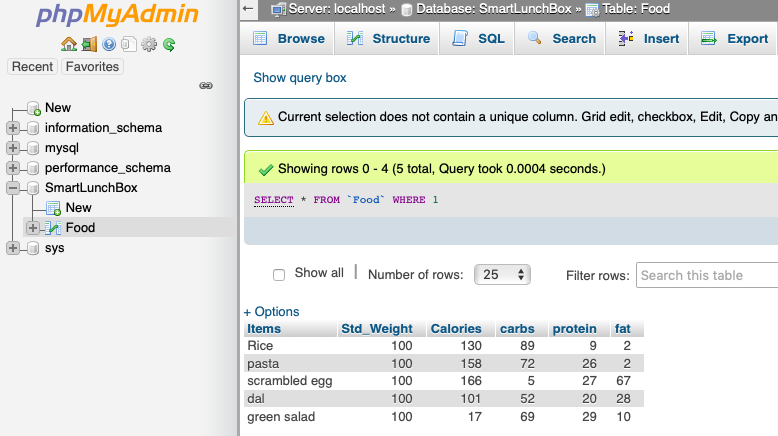 phpMyAdmin
Recent Favorites
New
information_schema
mysql
performance_schema
SmartLunchBox
New
Food
sys
Server: localhost » Database: SmartLunchBox » Table: Food
Browse Structure SQL Search Insert Export
Show query box
Current selection does not contain a unique column. Grid edit, checkbox, Edit, Copy an
Showing rows 0 - 4 (5 total, Query took 0.0004 seconds.)
SELECT * FROM `Food` WHERE 1
Show all | Number of rows: 25 Filter rows: Search this table
+ Options
Items Std_Weight Calories carbs protein fat
Rice 100 130 89 9 2
pasta 100 158 72 26 2
scrambled egg 100 166 5 27 67
dal 100 101 52 20 28
green salad 100 17 69 29 10